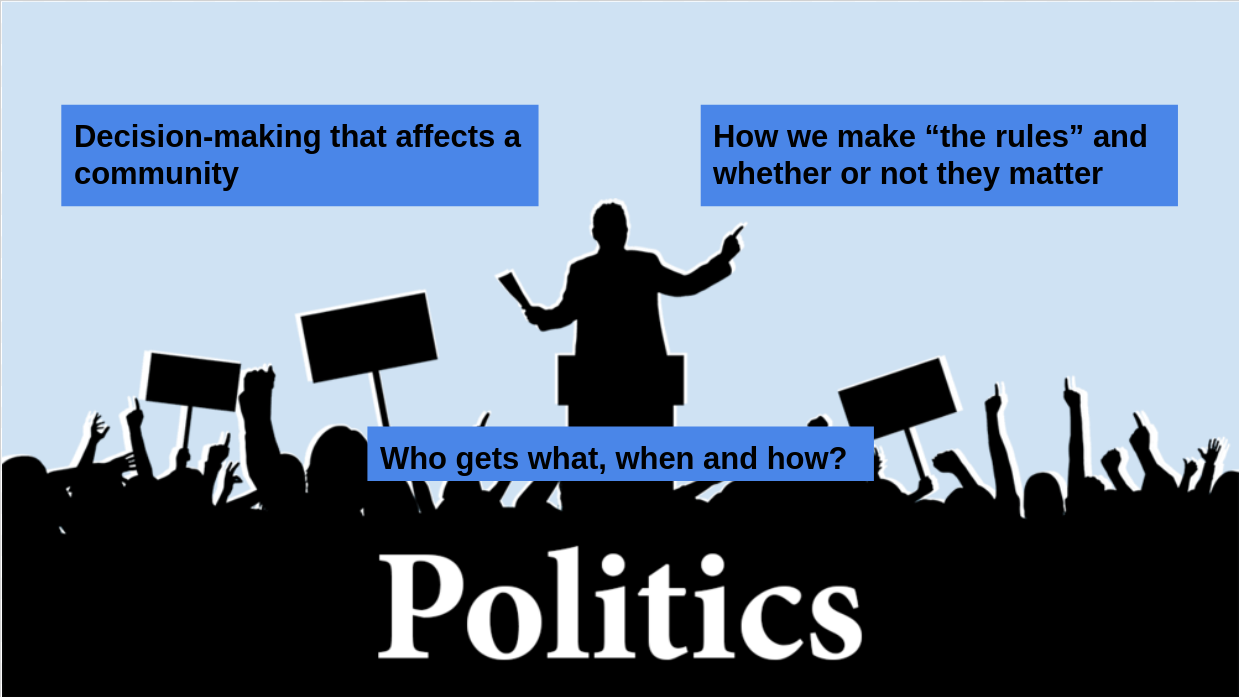 Decision-making that affects a
community
How we make “the rules” and
whether or not they matter
Who gets what, when and how?
Politics